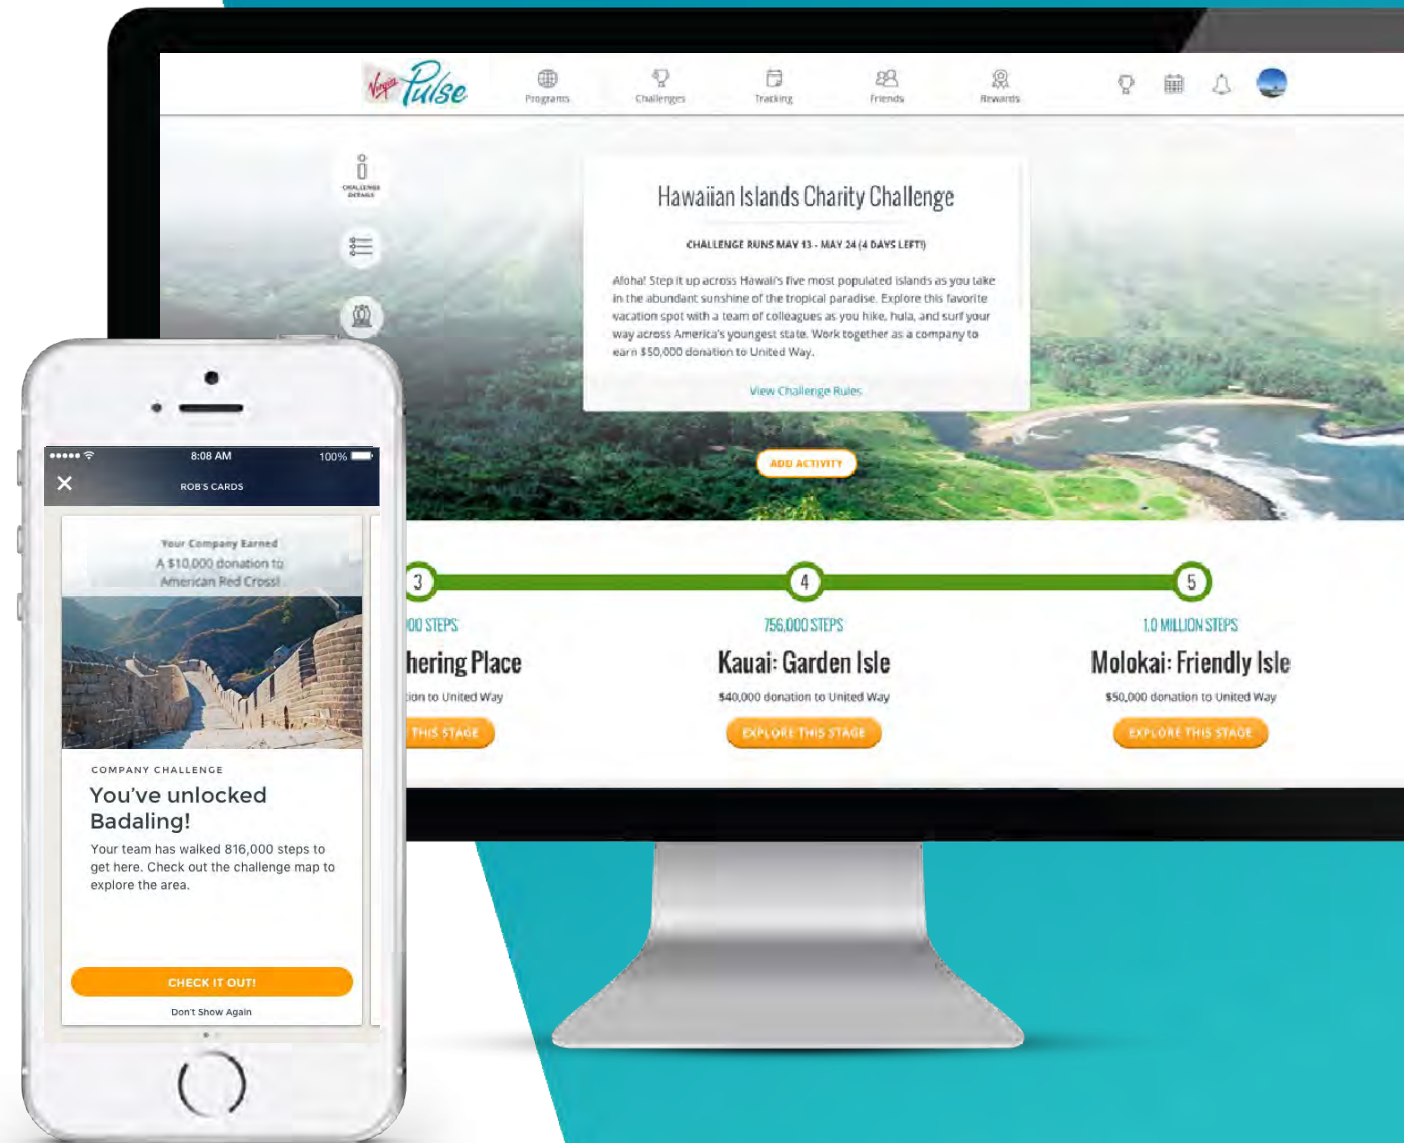 Virgin Pulse
Programs
Challenges
Tracking
Friends
Rewards
CHALLENGE
DETAILS
Hawaiian Islands Charity Challenge
CHALLENGE RUNS MAY 13 - MAY 24 (4 DAYS LEFT!)
Aloha! Step it up across Hawaii's five most populated islands as you take
in the abundant sunshine of the tropical paradise. Explore this favorite
vacation spot with a team of colleagues as you hike, hula, and surf your
way across America's youngest state. Work together as a company to
earn $50,000 donation to United Way.
View Challenge Rules
ADD ACTIVITY
3
4
5
00 STEPS
756,000 STEPS
1.0 MILLION STEPS
hering Place
Kauai: Garden Isle
Molokai: Friendly Isle
ion to United Way
$40,000 donation to United Way
$50,000 donation to United Way
THIS STAGE
EXPLORE THIS STAGE
EXPLORE THIS STAGE
8:08 AM
100%
ROB'S CARDS
Your Company Earned
A $10,000 donation to
American Red Cross!
COMPANY CHALLENGE
You've unlocked
Badaling!
Your team has walked 816,000 steps to
get here. Check out the challenge map to
explore the area.
CHECK IT OUT!
Don't Show Again